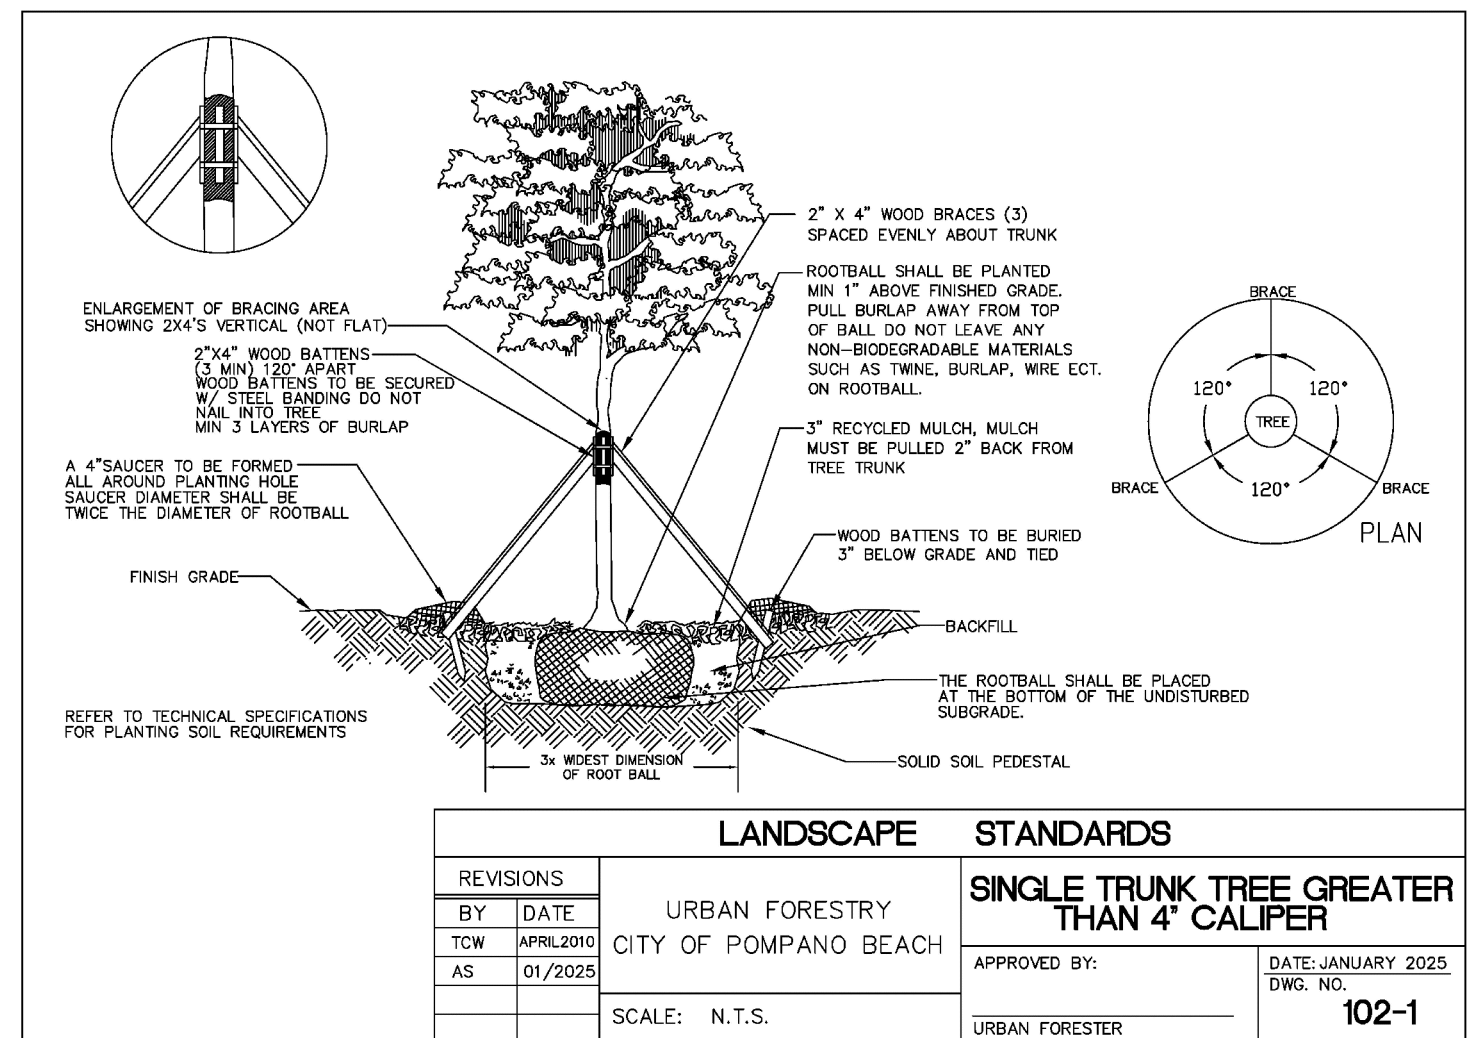 ENLARGEMENT OF BRACING AREA
SHOWING 2X4'S VERTICAL (NOT FLAT)
2"X4" WOOD BATTENS
(3 MIN) 120° APART
WOOD BATTENS TO BE SECURED
W/ STEEL BANDING DO NOT
NAIL INTO TREE
MIN 3 LAYERS OF BURLAP
A 4"SAUCER TO BE FORMED
ALL AROUND PLANTING HOLE
SAUCER DIAMETER SHALL BE
TWICE THE DIAMETER OF ROOTBALL
FINISH GRADE
REFER TO TECHNICAL SPECIFICATIONS
FOR PLANTING SOIL REQUIREMENTS
2" X 4" WOOD BRACES (3)
SPACED EVENLY ABOUT TRUNK
ROOTBALL SHALL BE PLANTED
MIN 1" ABOVE FINISHED GRADE.
PULL BURLAP AWAY FROM TOP
OF BALL DO NOT LEAVE ANY
NON-BIODEGRADABLE MATERIALS
SUCH AS TWINE, BURLAP, WIRE ECT.
ON ROOTBALL.
3" RECYCLED MULCH, MULCH
MUST BE PULLED 2" BACK FROM
TREE TRUNK
WOOD BATTENS TO BE BURIED
3" BELOW GRADE AND TIED
BACKFILL
THE ROOTBALL SHALL BE PLACED
AT THE BOTTOM OF THE UNDISTURBED
SUBGRADE.
SOLID SOIL PEDESTAL
3x WIDEST DIMENSION
OF ROOT BALL
BRACE
120° 120°
TREE
120°
BRACE BRACE
PLAN
LANDSCAPE STANDARDS
REVISIONS
BY DATE
TCW APRIL2010
AS 01/2025
URBAN FORESTRY
CITY OF POMPANO BEACH
SCALE: N.T.S.
SINGLE TRUNK TREE GREATER
THAN 4" CALIPER
APPROVED BY:
URBAN FORESTER
DATE: JANUARY 2025
DWG. NO.
102-1